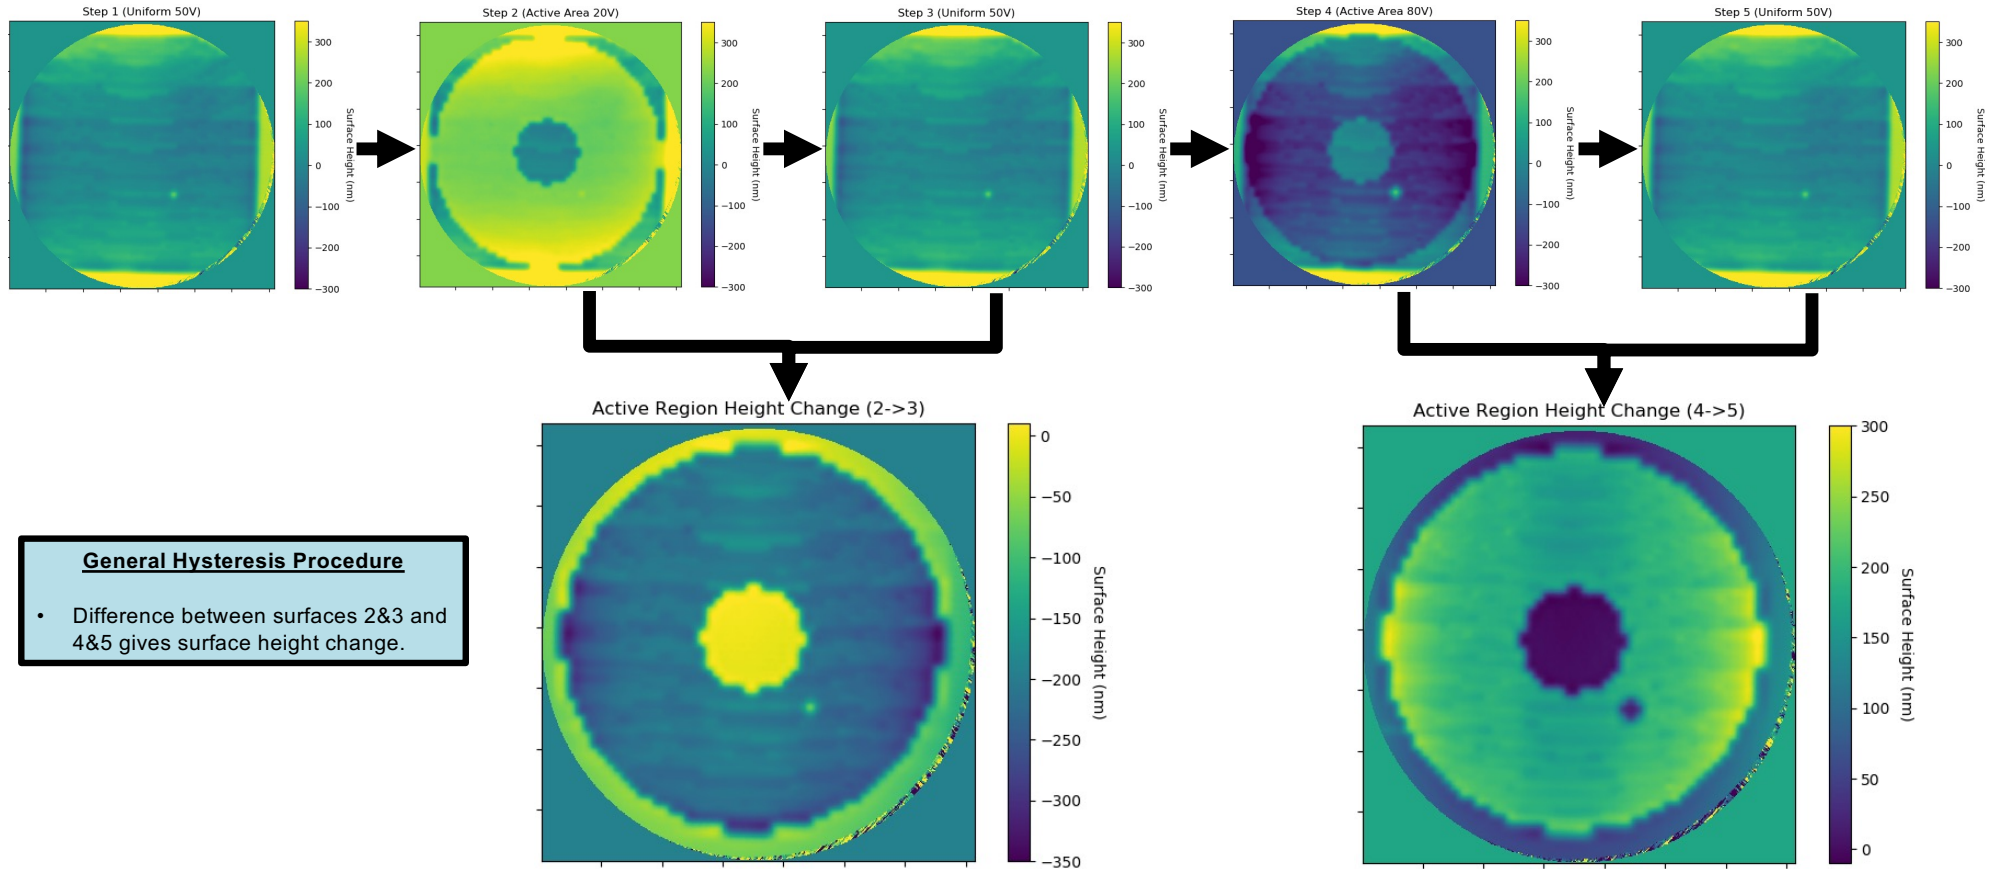 Step 1 (Uniform 50V)
300
200
100
0
−100
−200
−300
Surface Height (nm)
Step 2 (Active Area 20V)
300
200
100
0
−100
−200
−300
Surface Height (nm)
Step 3 (Uniform 50V)
300
200
100
0
−100
−200
−300
Surface Height (nm)
Step 4 (Active Area 80V)
300
200
100
0
−100
−200
−300
Surface Height (nm)
Step 5 (Uniform 50V)
300
200
100
0
−100
−200
−300
Surface Height (nm)
General Hysteresis Procedure
• Difference between surfaces 2&3 and
4&5 gives surface height change.
Active Region Height Change (2->3)
0
−50
−100
−150
−200
−250
−300
−350
Surface Height (nm)
Active Region Height Change (4->5)
300
250
200
150
100
50
0
Surface Height (nm)